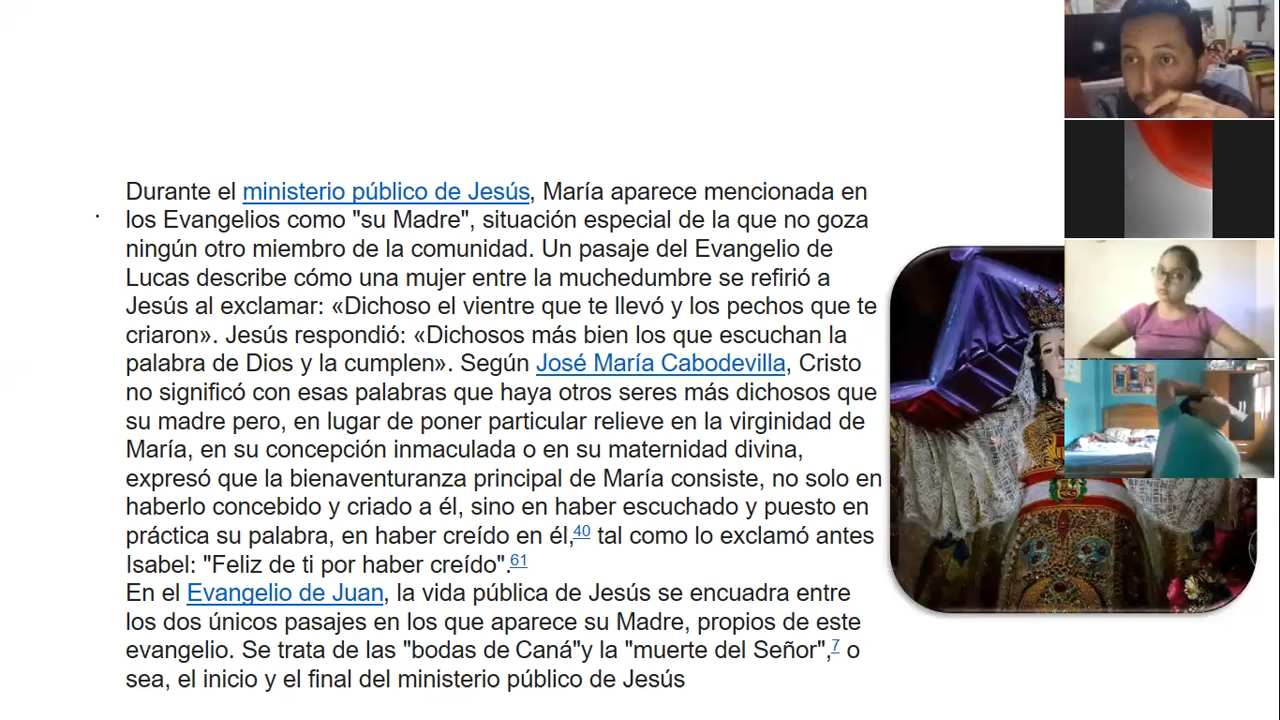 Durante el ministerio público de Jesús, María aparece mencionada en
los Evangelios como "su Madre", situación especial de la que no goza
ningún otro miembro de la comunidad. Un pasaje del Evangelio de
Lucas describe cómo una mujer entre la muchedumbre se refirió a
Jesús al exclamar: «Dichoso el vientre que te llevó y los pechos que te
criaron». Jesús respondió: «Dichosos más bien los que escuchan la
palabra de Dios y la cumplen». Según José María Cabodevilla, Cristo
no significó con esas palabras que haya otros seres más dichosos que
su madre pero, en lugar de poner particular relieve en la virginidad de
María, en su concepción inmaculada o en su maternidad divina,
expresó que la bienaventuranza principal de María consiste, no solo en
haberlo concebido y criado a él, sino en haber escuchado y puesto en
práctica su palabra, en haber creído en él,40 tal como lo exclamó antes
Isabel: "Feliz de ti por haber creído".61
En el Evangelio de Juan, la vida pública de Jesús se encuadra entre
los dos únicos pasajes en los que aparece su Madre, propios de este
evangelio. Se trata de las "bodas de Caná"y la "muerte del Señor",7 o
sea, el inicio y el final del ministerio público de Jesús